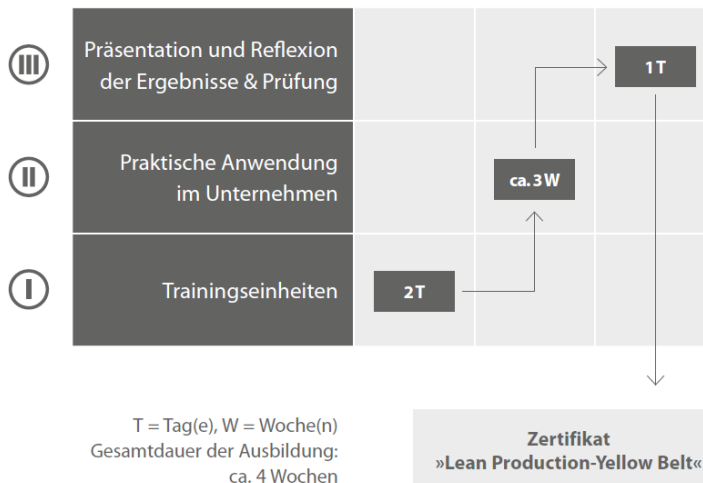 III
Präsentation und Reflexion
der Ergebnisse & Prüfung
1 T
II
Praktische Anwendung
im Unternehmen
ca. 3 W
I
Trainingseinheiten
2 T
T = Tag(e), W = Woche(n)
Gesamtdauer der Ausbildung:
ca. 4 Wochen
Zertifikat
»Lean Production-Yellow Belt«